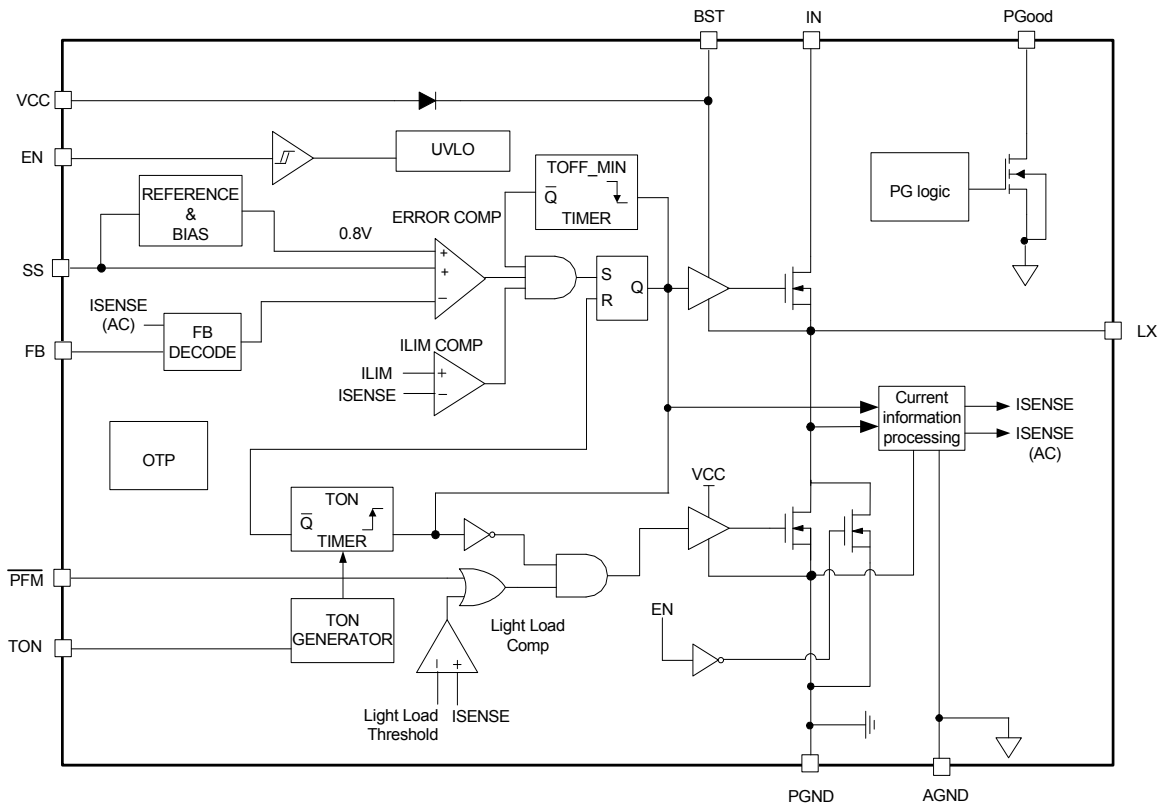 BST
IN
PGood
VCC
EN
UVLO
TOFF_MIN
Q̅
TIMER
PG logic
REFERENCE
&
BIAS
ERROR COMP
0.8V
+
+
−
S
R
Q
SS
ISENSE
(AC)
FB
DECODE
FB
LX
ILIM COMP
ILIM
+
ISENSE
−
Current
information
processing
ISENSE
ISENSE
(AC)
OTP
VCC
TON
Q̅
TIMER
P̅F̅M̅
TON
GENERATOR
TON
Light Load
Comp
EN
−
+
Light Load
Threshold
ISENSE
PGND
AGND